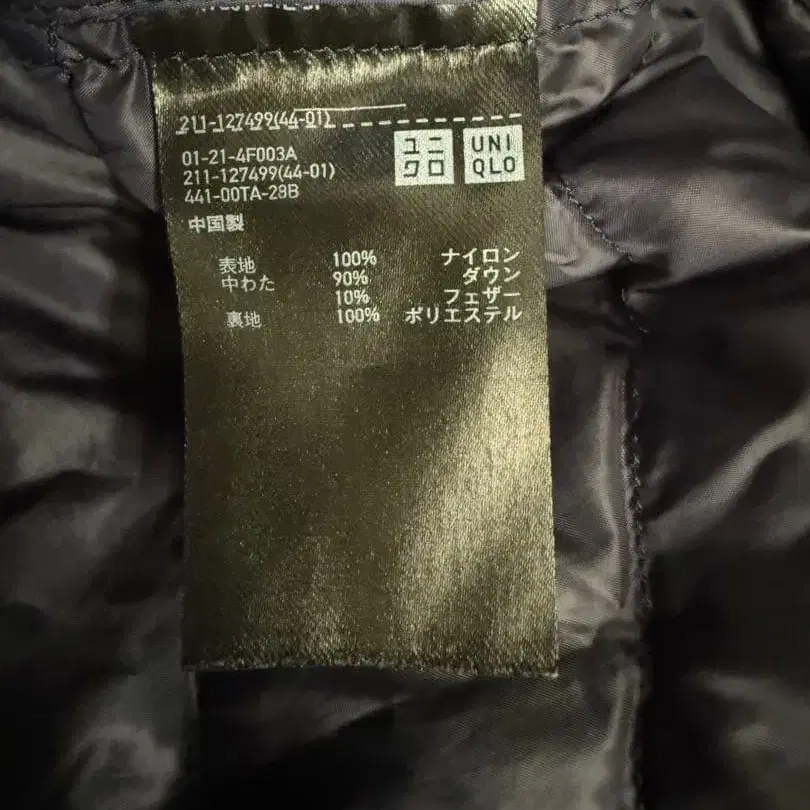 211-127499(44-01)
ユニクロ
UNIQLO
01-21-4F003A
211-127499(44-01)
441-00TA-28B
中国製
表地 100% ナイロン
中わた 90% ダウン
10% フェザー
裏地 100% ポリエステル